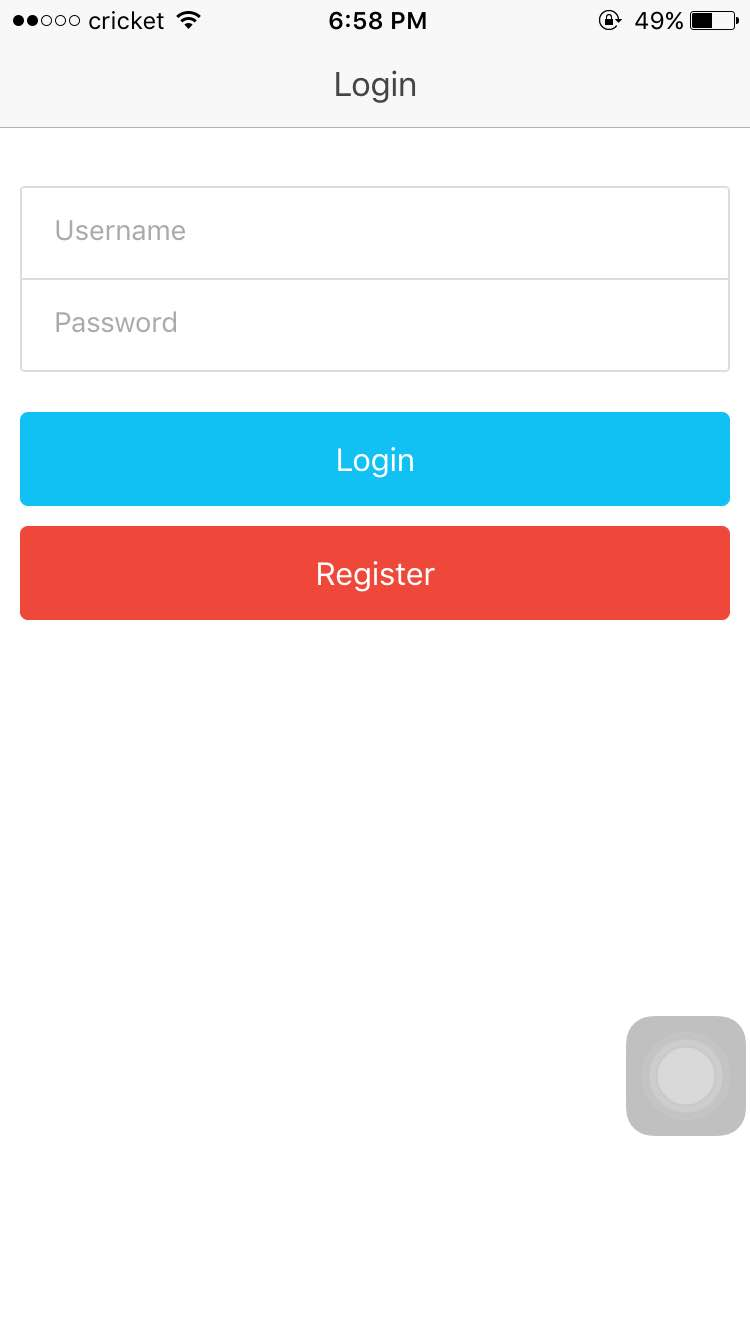 cricket 6:58 PM 49%
Login
Username
Password
Login
Register